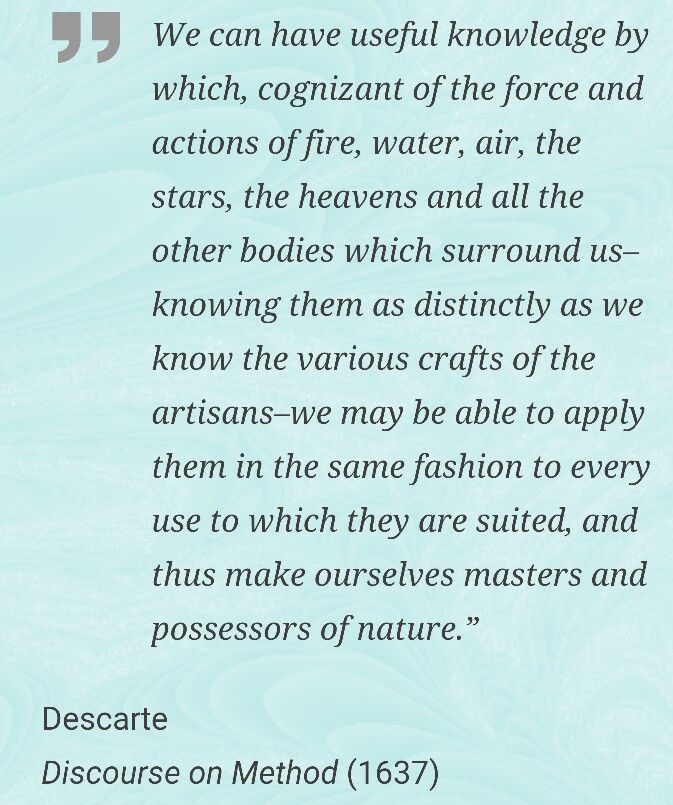 ”
We can have useful knowledge by
which, cognizant of the force and
actions of fire, water, air, the
stars, the heavens and all the
other bodies which surround us–
knowing them as distinctly as we
know the various crafts of the
artisans–we may be able to apply
them in the same fashion to every
use to which they are suited, and
thus make ourselves masters and
possessors of nature.”
Descarte
Discourse on Method (1637)